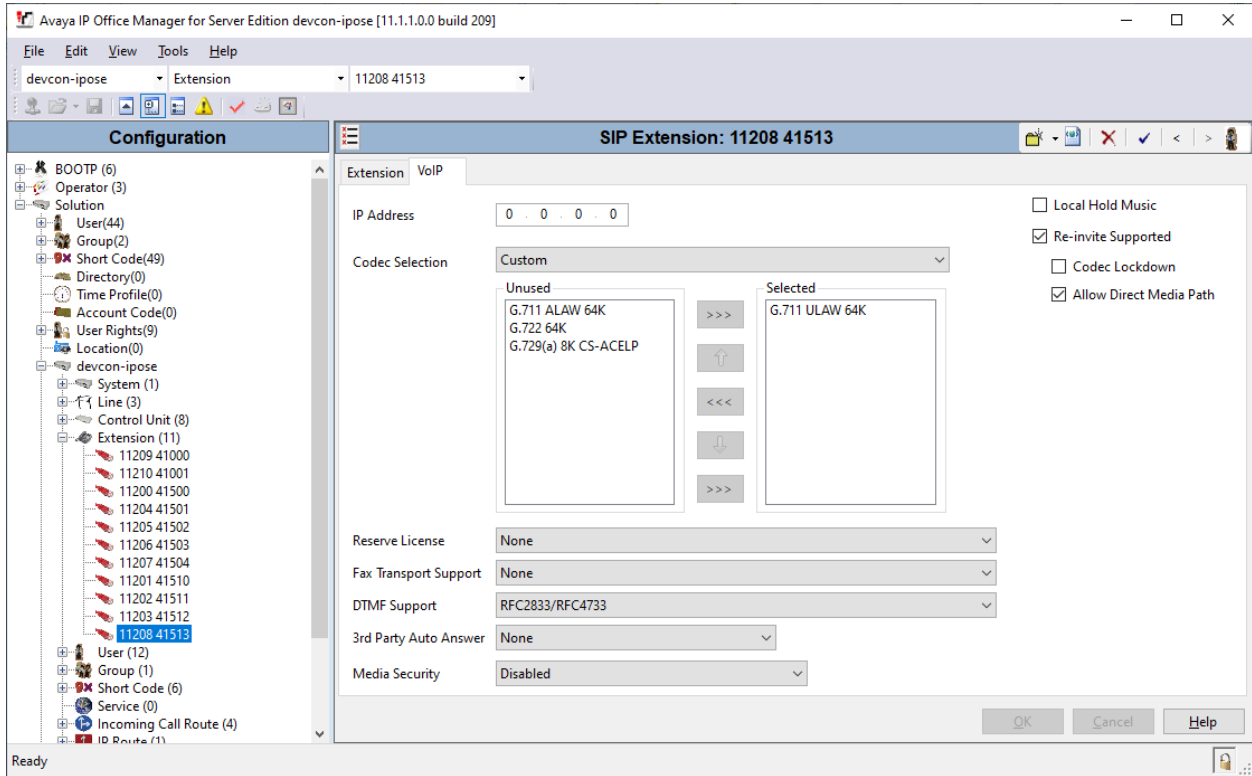 Avaya IP Office Manager for Server Edition devcon-ipose [11.1.1.0.0 build 209]
File Edit View Tools Help
devcon-ipose Extension 11208 41513
Configuration
BOOTP (6)
Operator (3)
Solution
User(44)
Group(2)
Short Code(49)
Directory(0)
Time Profile(0)
Account Code(0)
User Rights(9)
Location(0)
devcon-ipose
System (1)
Line (3)
Control Unit (8)
Extension (11)
11209 41000
11210 41001
11200 41500
11204 41501
11205 41502
11206 41503
11207 41504
11201 41510
11202 41511
11203 41512
11208 41513
User (12)
Group (1)
Short Code (6)
Service (0)
Incoming Call Route (4)
IP Route (1)
SIP Extension: 11208 41513
Extension VoIP
IP Address 0 . 0 . 0 . 0
Codec Selection Custom
Unused
G.711 ALAW 64K
G.722 64K
G.729(a) 8K CS-ACELP
>>>
<<<
>>>
Selected
G.711 ULAW 64K
Reserve License None
Fax Transport Support None
DTMF Support RFC2833/RFC4733
3rd Party Auto Answer None
Media Security Disabled
Local Hold Music
Re-invite Supported
Codec Lockdown
Allow Direct Media Path
OK Cancel Help
Ready